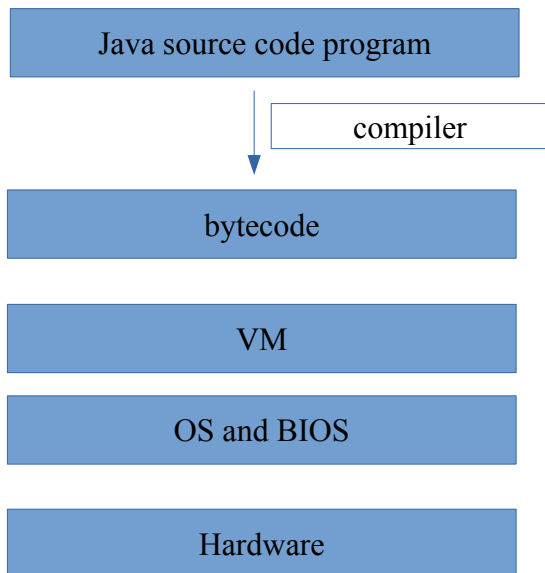 Java source code program
compiler
bytecode
VM
OS and BIOS
Hardware